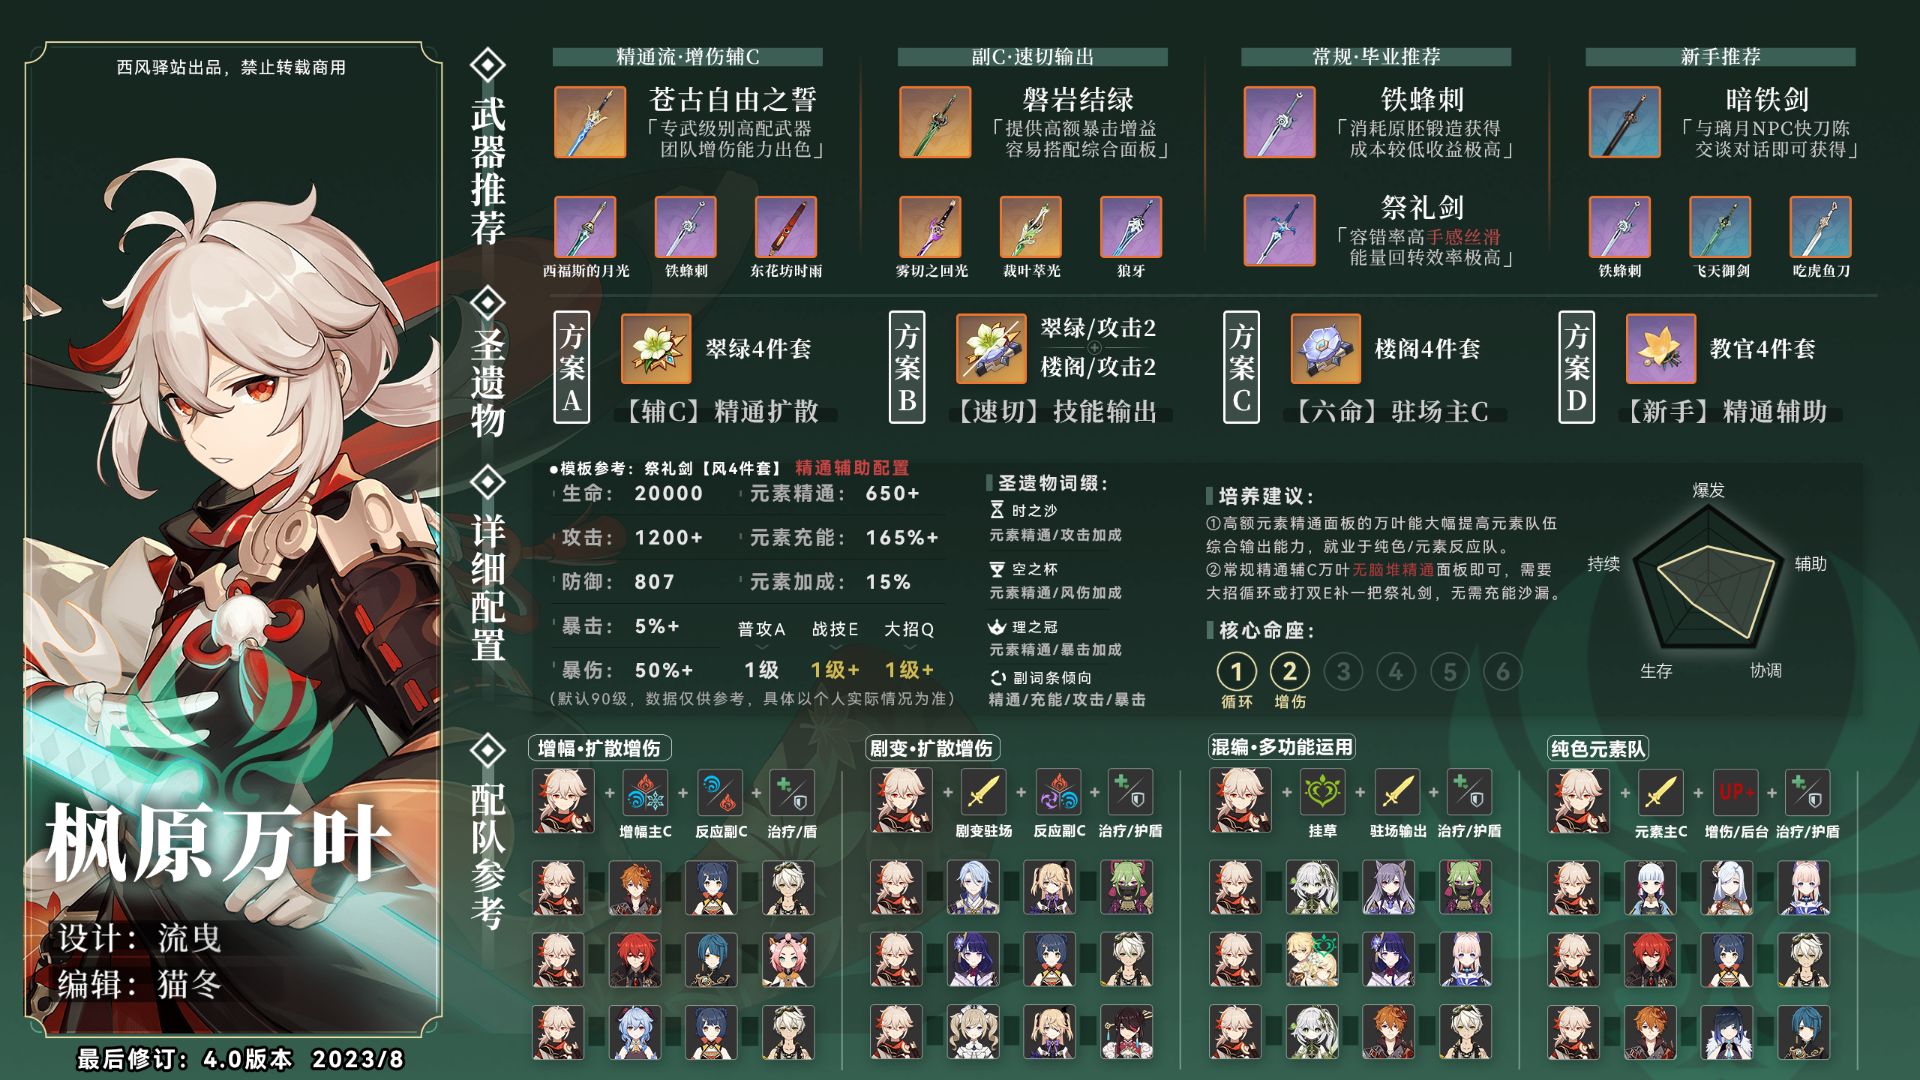 西风驿站出品，禁止转载商用
枫原万叶
设计：流曳
编辑：猫冬
最后修订：4.0版本 2023/8
武器推荐
精通流·增伤辅C
苍古自由之誓
「专武级别高配武器
团队增伤能力出色」
西福斯的月光 铁蜂刺 东花坊时雨
副C·速切输出
磐岩结绿
「提供高额暴击增益
容易搭配综合面板」
雾切之回光 裁叶萃光 狼牙
常规·毕业推荐
铁蜂刺
「消耗原胚锻造获得
成本较低收益极高」
祭礼剑
「容错率高手感丝滑
能量回转效率极高」
新手推荐
暗铁剑
「与璃月NPC快刀陈
交谈对话即可获得」
铁蜂刺 飞天御剑 吃虎鱼刀
圣遗物
方案A
翠绿4件套
【辅C】精通扩散
方案B
翠绿/攻击2
楼阁/攻击2
【速切】技能输出
方案C
楼阁4件套
【六命】驻场主C
方案D
教官4件套
【新手】精通辅助
详细配置
●模板参考：祭礼剑【风4件套】 精通辅助配置
生命： 20000 元素精通： 650+
攻击： 1200+ 元素充能： 165%+
防御： 807 元素加成： 15%
暴击： 5%+ 普攻A 战技E 大招Q
暴伤： 50%+ 1级 1级+ 1级+
(默认90级，数据仅供参考，具体以个人实际情况为准)
圣遗物词缀：
时之沙
元素精通/攻击加成
空之杯
元素精通/风伤加成
理之冠
元素精通/暴击加成
副词条倾向
精通/充能/攻击/暴击
培养建议：
①高额元素精通面板的万叶能大幅提高元素队伍
综合输出能力，就业于纯色/元素反应队。
②常规精通辅C万叶无脑堆精通面板即可，需要
大招循环或打双E补一把祭礼剑，无需充能沙漏。
核心命座：
1 2 3 4 5 6
循环 增伤
爆发
持续 辅助
生存 协调
配队参考
增幅·扩散增伤
+ + +
增幅主C 反应副C 治疗/盾
剧变·扩散增伤
+ + +
剧变驻场 反应副C 治疗/护盾
混编·多功能运用
+ + +
挂草 驻场输出 治疗/护盾
纯色元素队
+ + UP+ +
元素主C 增伤/后台 治疗/护盾